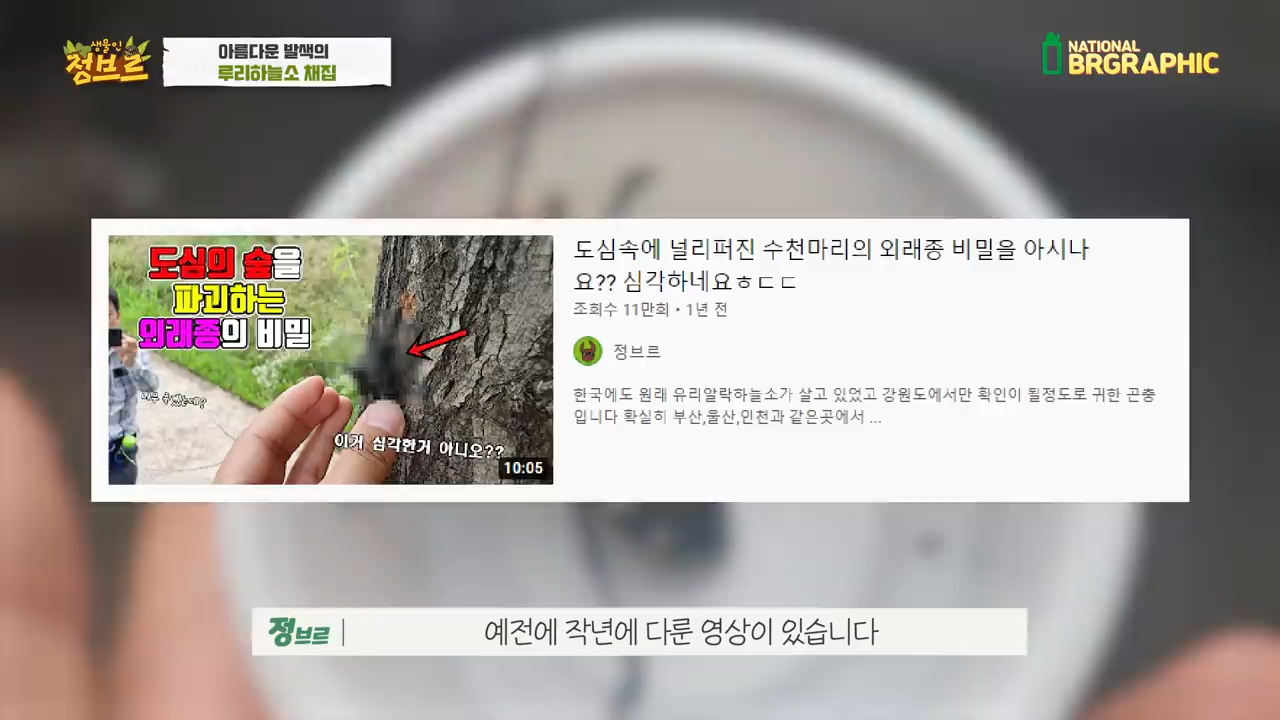 생물인
정브르
아름다운 발색의
루리하늘소 채집
NATIONAL
BRGRAPHIC
도심의 숲을
파괴하는
외래종의 비밀
이거 심각한거 아니오??
10:05
도심속에 널리퍼진 수천마리의 외래종 비밀을 아시나
요?? 심각하네요ㅎㄷㄷ
조회수 11만회 • 1년 전
정브르
한국에도 원래 유리알락하늘소가 살고 있었고 강원도에서만 확인이 될정도로 귀한 곤충
입니다 확실히 부산,울산,인천과 같은곳에서 ...
정브르
예전에 작년에 다룬 영상이 있습니다